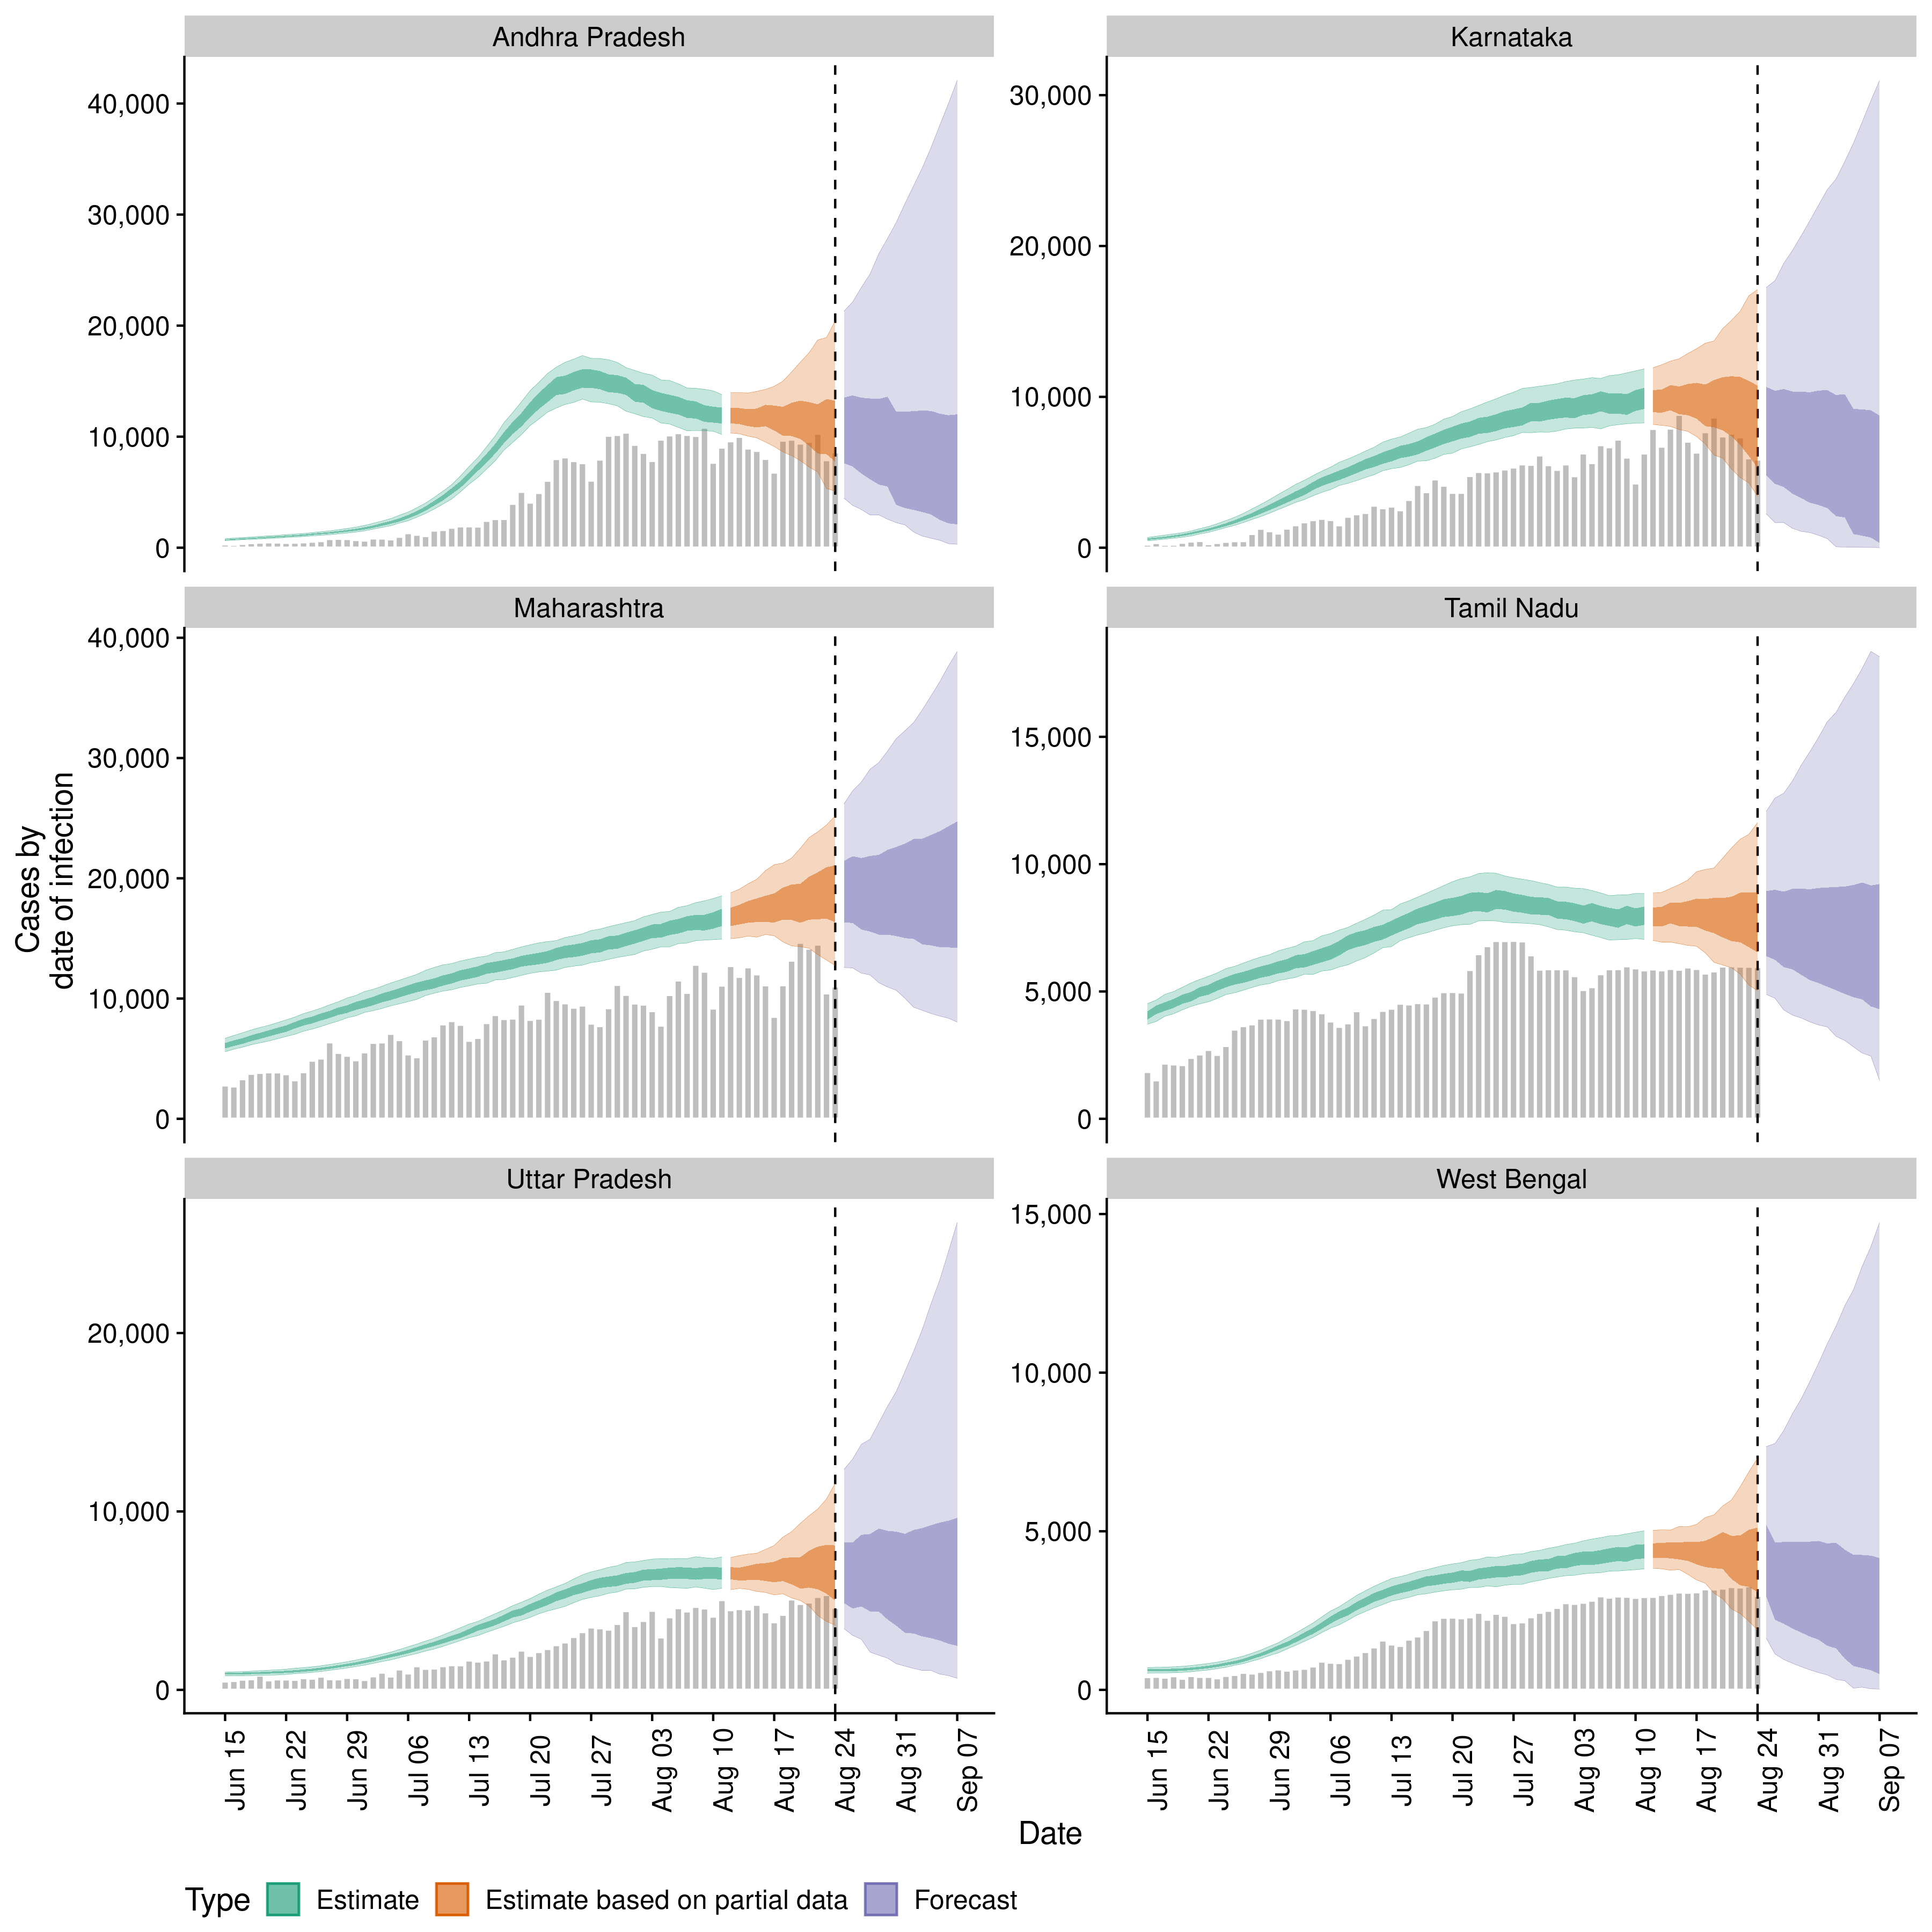 Andhra Pradesh
Karnataka
40,000
30,000
20,000
10,000
0
30,000
20,000
10,000
0
Maharashtra
Tamil Nadu
40,000
30,000
20,000
10,000
0
15,000
10,000
5,000
0
Uttar Pradesh
West Bengal
20,000
10,000
0
15,000
10,000
5,000
0
Cases by
date of infection
Jun 15
Jun 22
Jun 29
Jul 06
Jul 13
Jul 20
Jul 27
Aug 03
Aug 10
Aug 17
Aug 24
Aug 31
Sep 07
Jun 15
Jun 22
Jun 29
Jul 06
Jul 13
Jul 20
Jul 27
Aug 03
Aug 10
Aug 17
Aug 24
Aug 31
Sep 07
Date
Type Estimate Estimate based on partial data Forecast